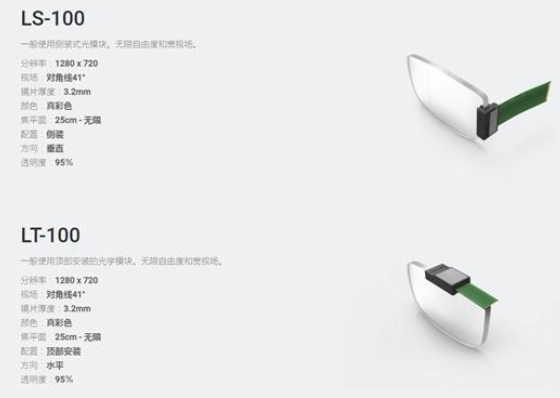 LS-100
一般使用侧装式光模块。无限自由度和宽视场。
分辨率：1280 x 720
视场：对角线41°
镜片厚度：3.2mm
颜色：真彩色
焦平面：25cm - 无限
配置：侧装
方向：垂直
透明度：95%
LT-100
一般使用顶部安装的光学模块。无限自由度和宽视场。
分辨率：1280 x 720
视场：对角线41°
镜片厚度：3.2mm
颜色：真彩色
焦平面：25cm - 无限
配置：顶部安装
方向：水平
透明度：95%